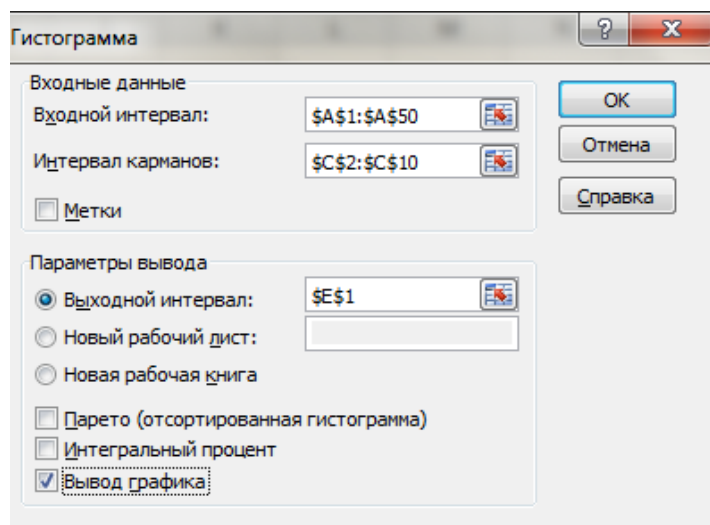 Гистограмма
Входные данные
Входной интервал: $A$1:$A$50
Интервал карманов: $C$2:$C$10
Метки
OK
Отмена
Справка
Параметры вывода
Выходной интервал: $E$1
Новый рабочий лист:
Новая рабочая книга
Парето (отсортированная гистограмма)
Интегральный процент
Вывод графика